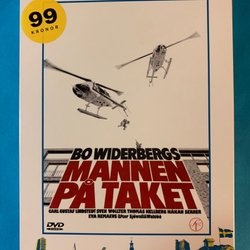 99
KRONOR
BO WIDERBERGS
MANNEN
PÅ TAKET
CARL-GUSTAF LINDSTEDT SVEN WOLLTER THOMAS HELLBERG HÅKAN SERNER
EVA REMAEUS Efter Sjöwall&Wahlöö
DVD